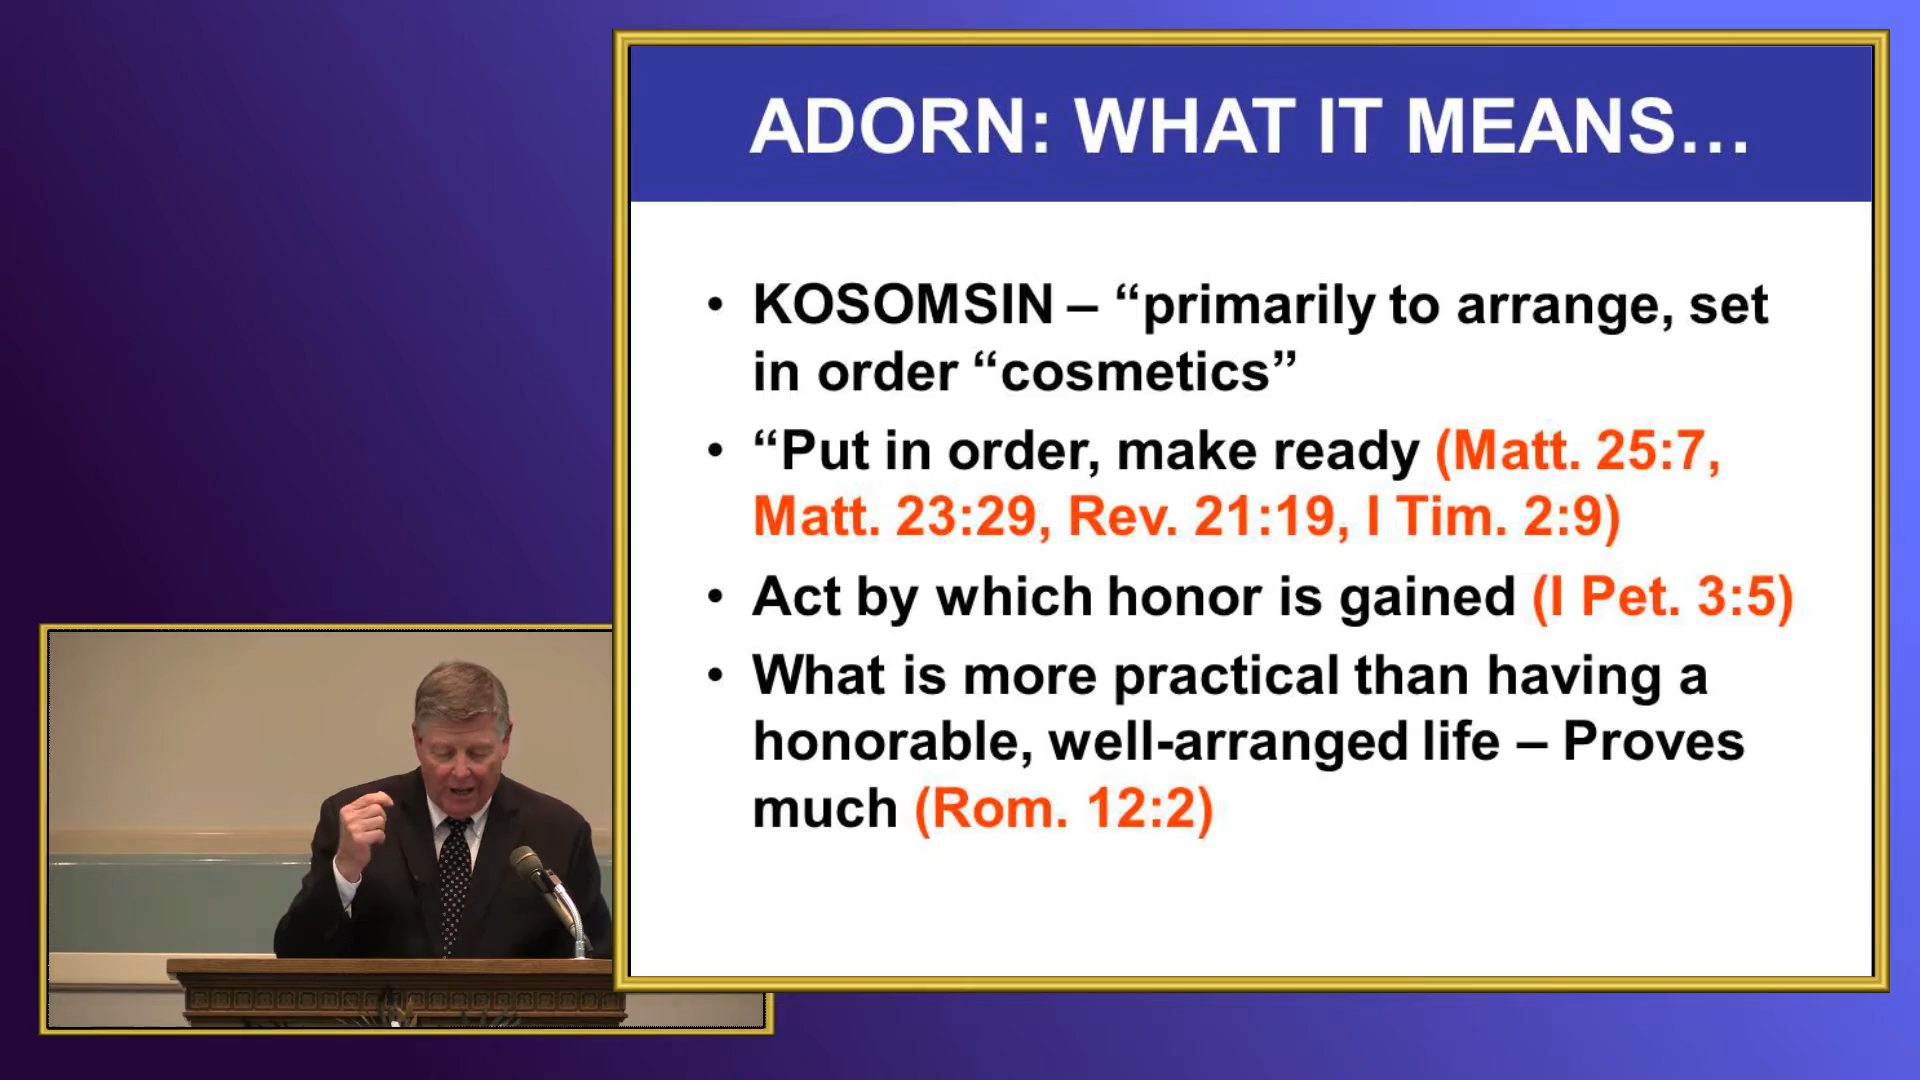 ADORN: WHAT IT MEANS…
• KOSOMSIN – “primarily to arrange, set
in order “cosmetics”
• “Put in order, make ready (Matt. 25:7,
Matt. 23:29, Rev. 21:19, I Tim. 2:9)
• Act by which honor is gained (I Pet. 3:5)
• What is more practical than having a
honorable, well-arranged life – Proves
much (Rom. 12:2)